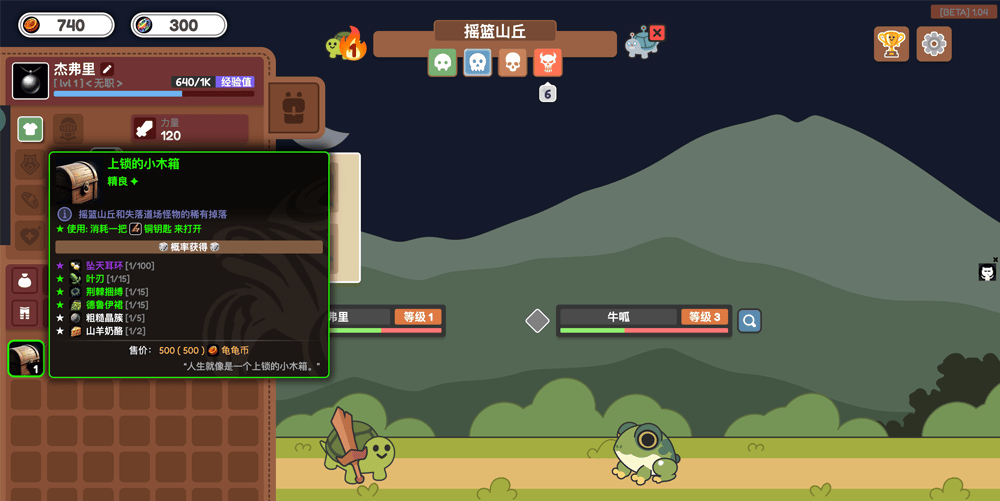 740
300
[BETA] 1.04
摇篮山丘
1
6
杰弗里
[ lvl 1 ] < 无职 >
640/1K 经验值
力量
120
上锁的小木箱
精良
摇篮山丘和失落道场怪物的稀有掉落
使用: 消耗一把 铜钥匙 来打开
概率获得
坠天耳环 [1/100]
叶刃 [1/15]
荆棘捆缚 [1/15]
德鲁伊裙 [1/15]
粗糙晶簇 [1/5]
山羊奶酪 [1/2]
售价: 500 ( 500 ) 龟龟币
“人生就像是一个上锁的小木箱。”
1
弗里
等级 1
牛呱
等级 3